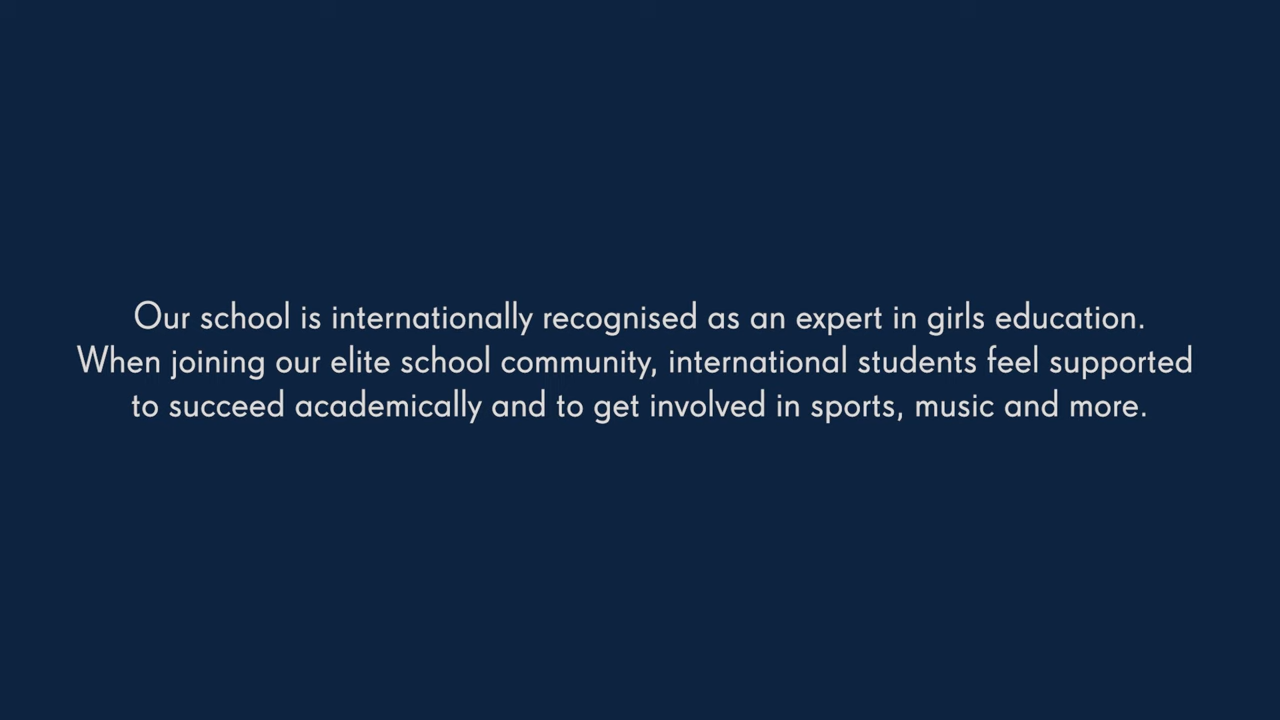 Our school is internationally recognised as an expert in girls education.
When joining our elite school community, international students feel supported
to succeed academically and to get involved in sports, music and more.